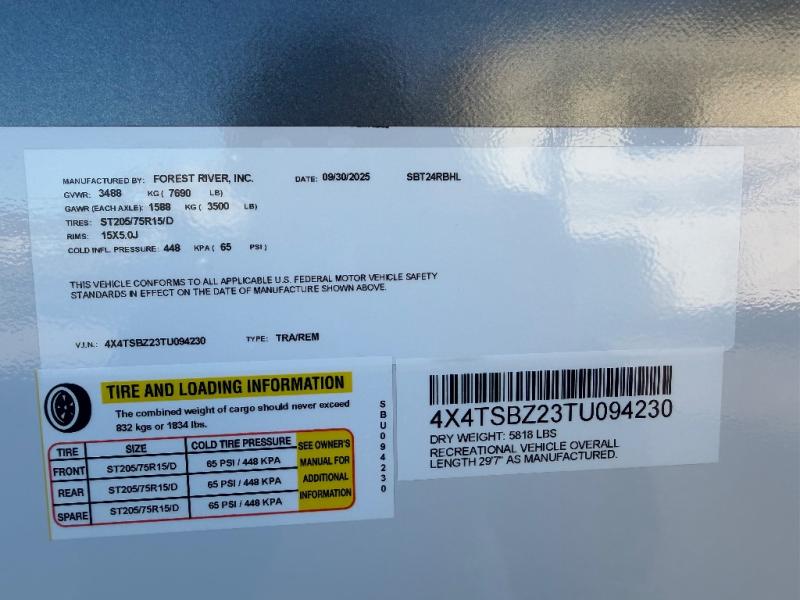 MANUFACTURED BY: FOREST RIVER, INC. DATE: 09/30/2025 SBT24RBHL
GVWR: 3488 KG ( 7690 LB)
GAWR (EACH AXLE): 1588 KG ( 3500 LB)
TIRES: ST205/75R15/D
RIMS: 15X5.0J
COLD INFL. PRESSURE: 448 KPA ( 65 PSI )
THIS VEHICLE CONFORMS TO ALL APPLICABLE U.S. FEDERAL MOTOR VEHICLE SAFETY
STANDARDS IN EFFECT ON THE DATE OF MANUFACTURE SHOWN ABOVE.
V.I.N.: 4X4TSBZ23TU094230 TYPE: TRA/REM
TIRE AND LOADING INFORMATION
The combined weight of cargo should never exceed
832 kgs or 1834 lbs.
TIRE SIZE COLD TIRE PRESSURE SEE OWNER'S
FRONT ST205/75R15/D 65 PSI / 448 KPA MANUAL FOR
REAR ST205/75R15/D 65 PSI / 448 KPA ADDITIONAL
SPARE ST205/75R15/D 65 PSI / 448 KPA INFORMATION
SBU094230
4X4TSBZ23TU094230
DRY WEIGHT: 5818 LBS
RECREATIONAL VEHICLE OVERALL
LENGTH 29'7" AS MANUFACTURED.